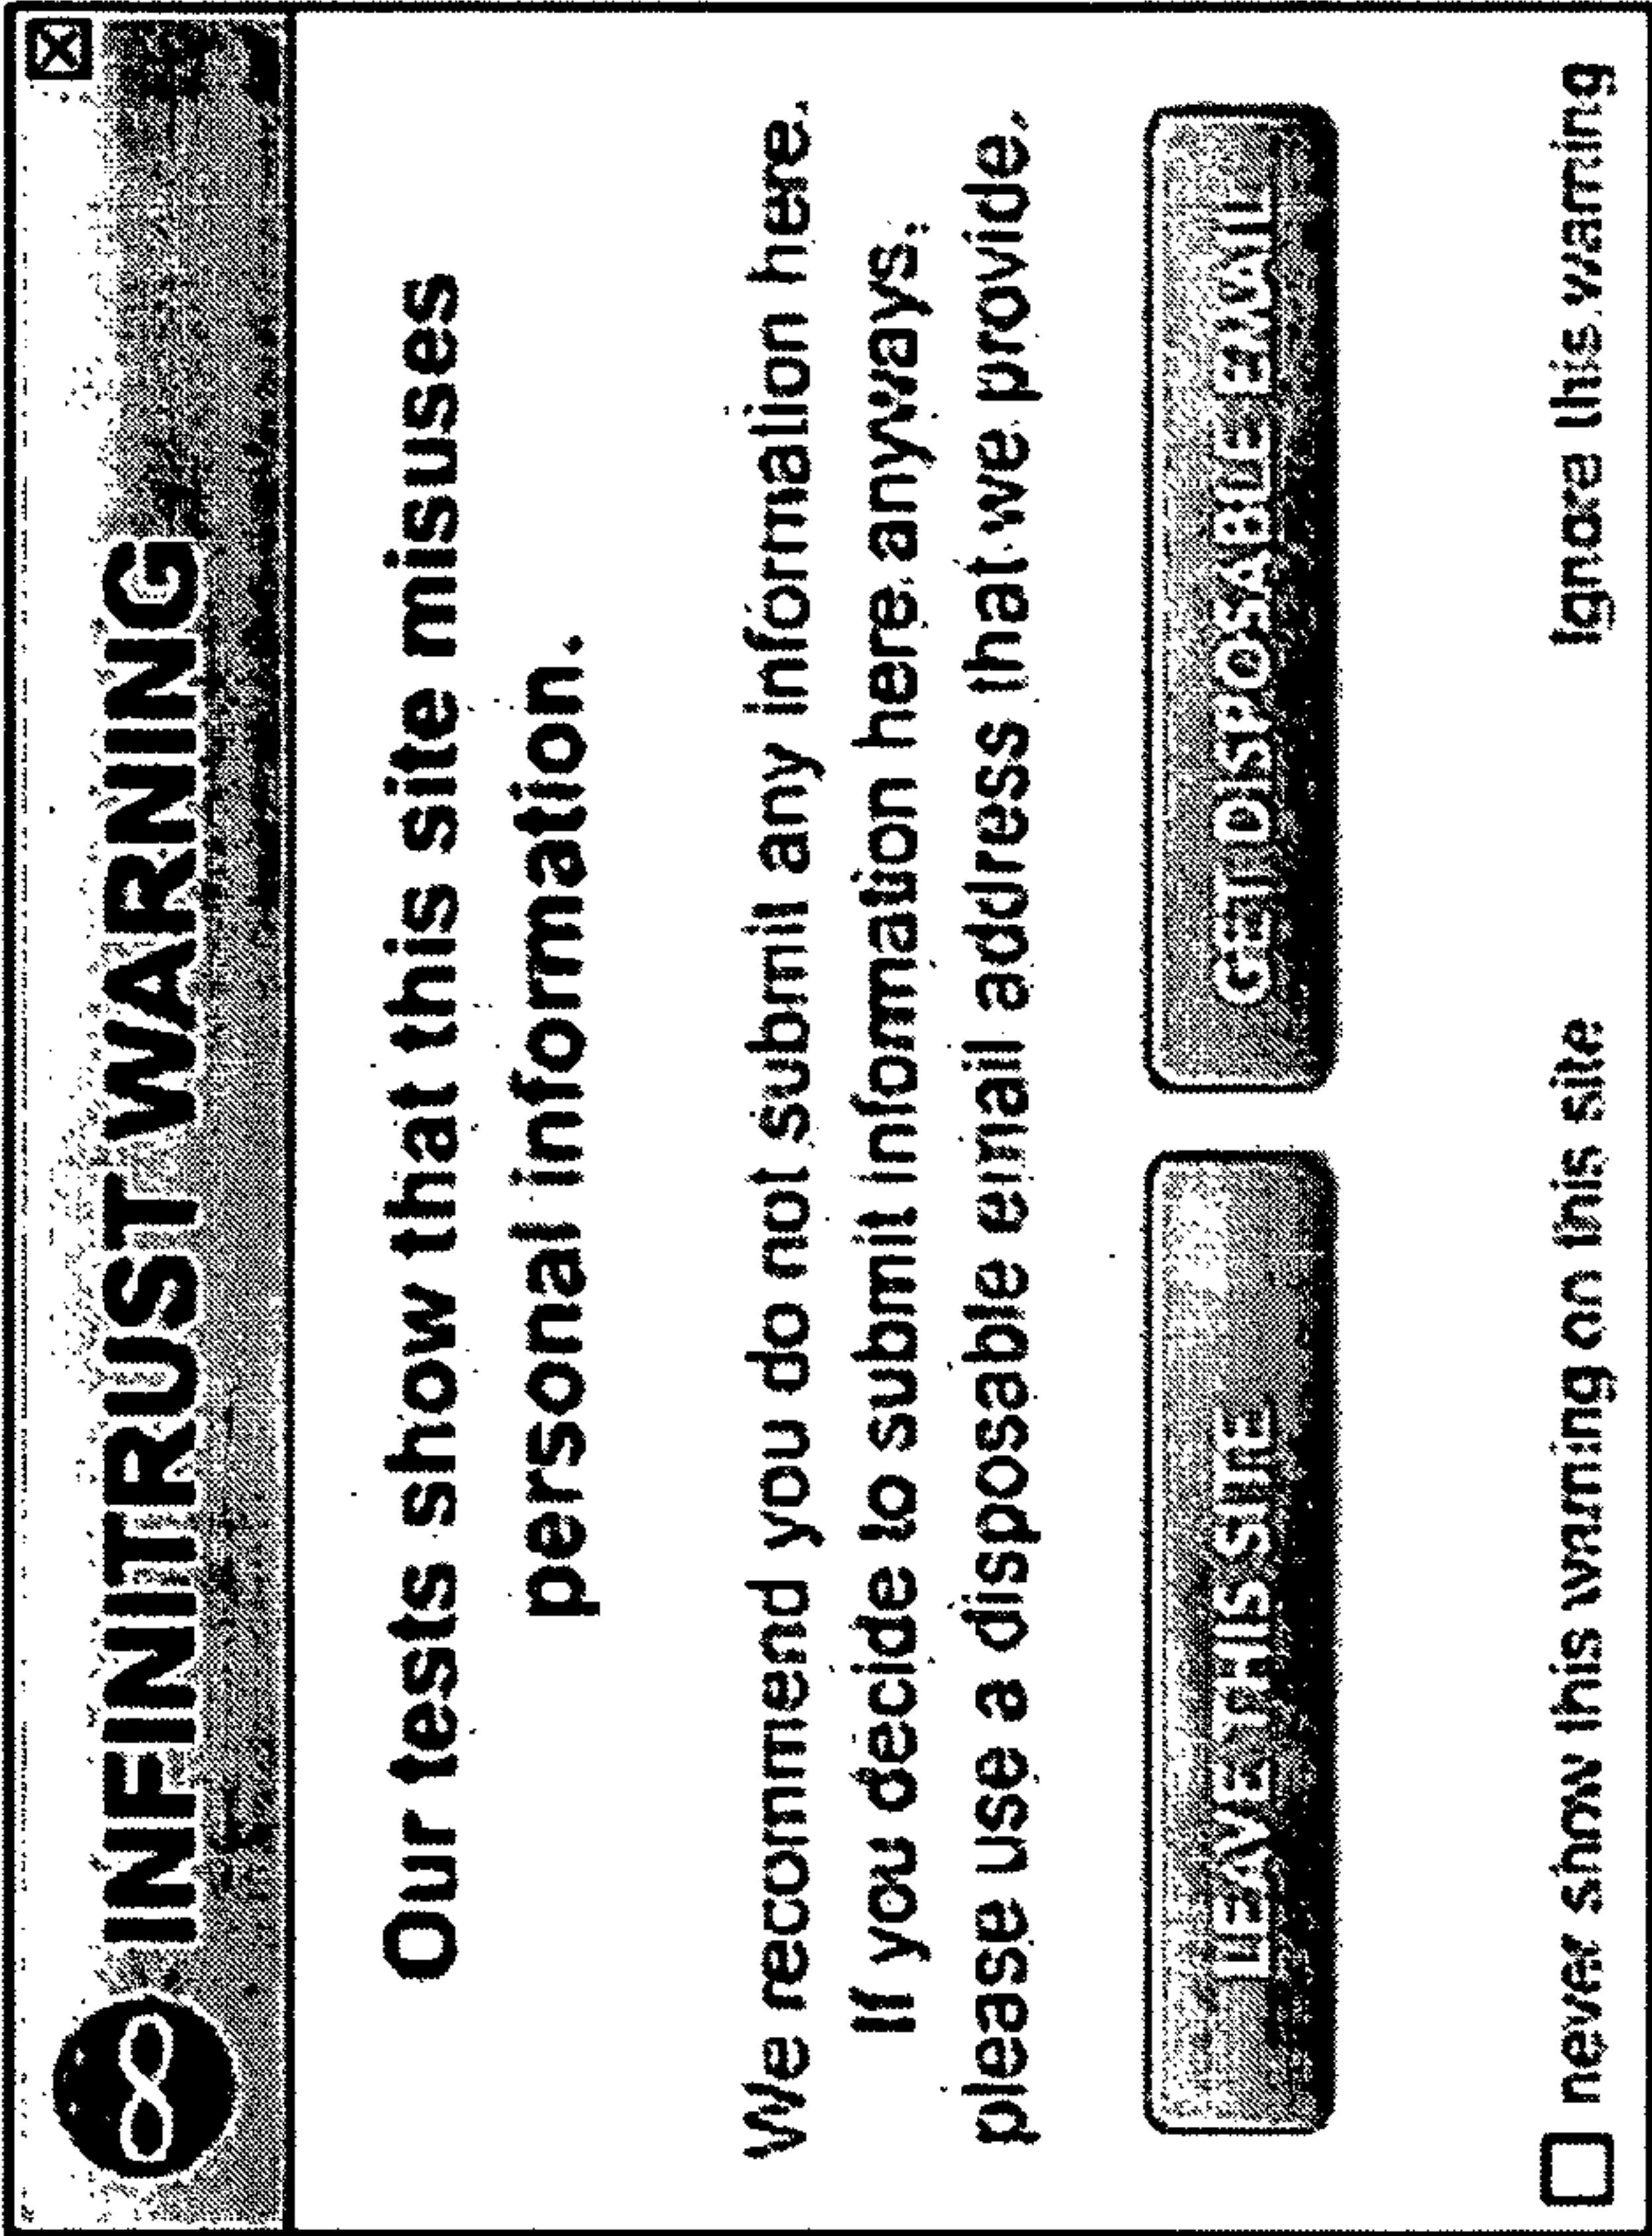 INFINITRUST WARNING
Our tests show that this site misuses
personal information.
We recommend you do not submit any information here.
If you decide to submit information here anyways,
please use a disposable email address that we provide.
LEAVE THIS SITE
GET DISPOSABLE EMAIL
never show this warning on this site
Ignore this warning